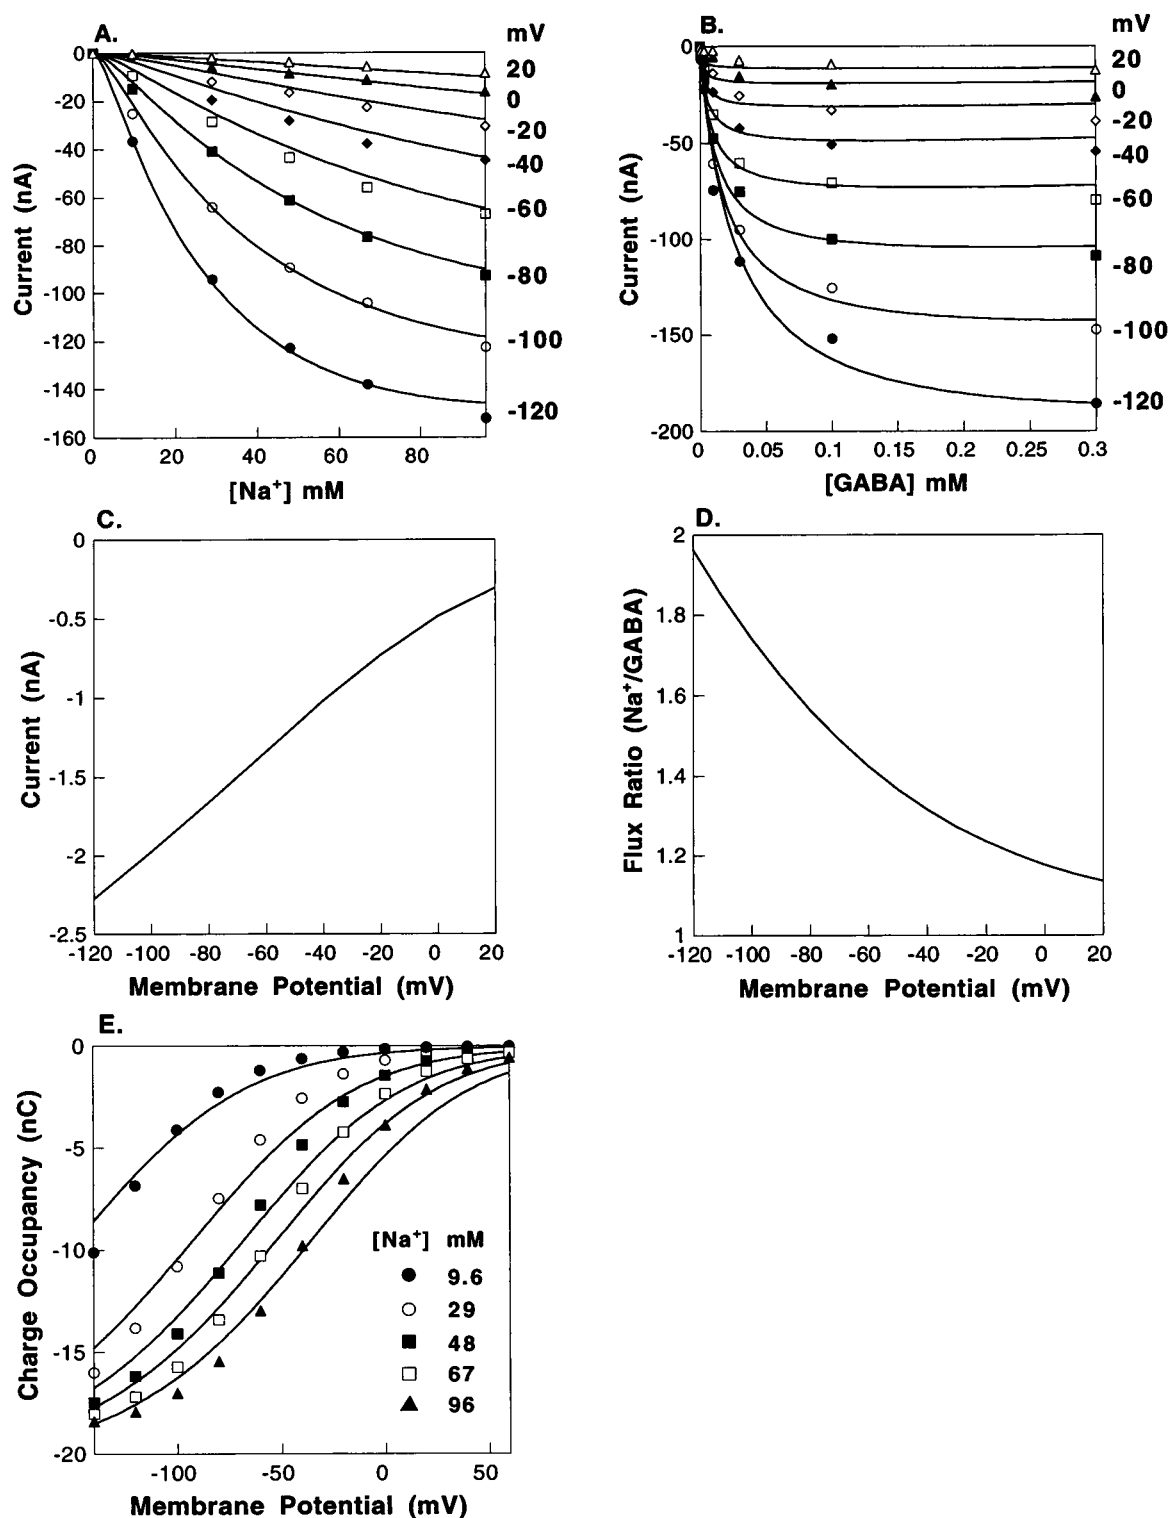 A.
mV
0
-20
-40
-60
-80
-100
-120
-140
-160
Current (nA)
20
0
-20
-40
-60
-80
-100
-120
0 20 40 60 80
[Na+] mM
B.
mV
0
-50
-100
-150
-200
Current (nA)
20
0
-20
-40
-60
-80
-100
-120
0 0.05 0.1 0.15 0.2 0.25 0.3
[GABA] mM
C.
0
-0.5
-1
-1.5
-2
-2.5
Current (nA)
-120 -100 -80 -60 -40 -20 0 20
Membrane Potential (mV)
D.
2
1.8
1.6
1.4
1.2
1
Flux Ratio (Na+/GABA)
-120 -100 -80 -60 -40 -20 0 20
Membrane Potential (mV)
E.
0
-5
-10
-15
-20
Charge Occupancy (nC)
[Na+] mM
9.6
29
48
67
96
-100 -50 0 50
Membrane Potential (mV)